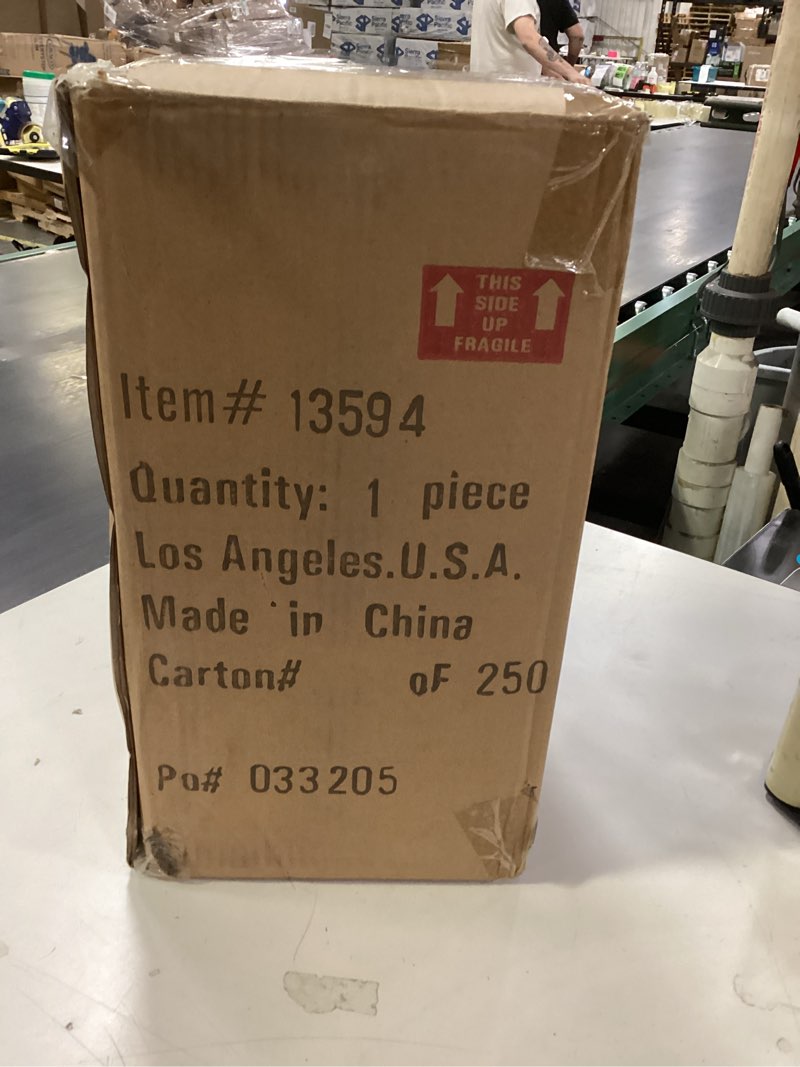 THIS
SIDE
UP
FRAGILE
Item# 13594
Quantity: 1 piece
Los Angeles.U.S.A.
Made in China
Carton# oF 250
Po# 033205